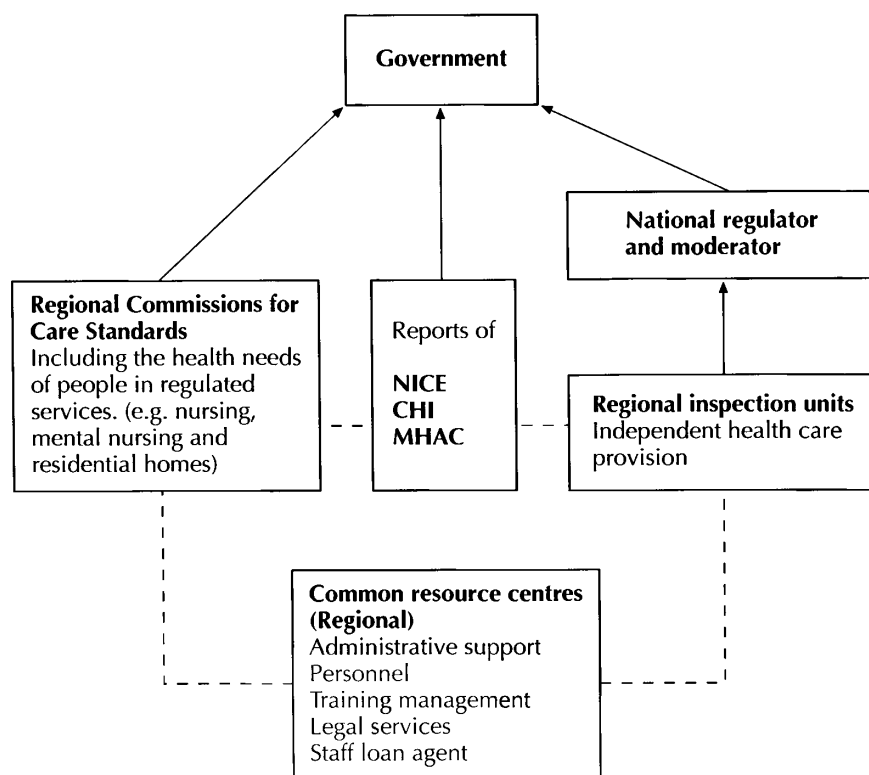 Government
National regulator
and moderator
Regional Commissions for
Care Standards
Including the health needs
of people in regulated
services. (e.g. nursing,
mental nursing and
residential homes)
Reports of
NICE
CHI
MHAC
Regional inspection units
Independent health care
provision
Common resource centres
(Regional)
Administrative support
Personnel
Training management
Legal services
Staff loan agent